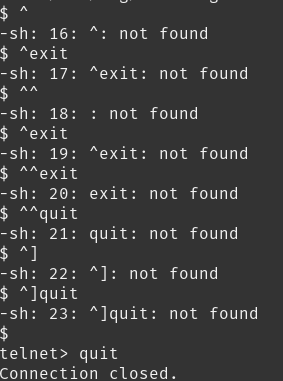 $ ^
-sh: 16: ^: not found
$ ^exit
-sh: 17: ^exit: not found
$ ^^
-sh: 18: : not found
$ ^exit
-sh: 19: ^exit: not found
$ ^^exit
-sh: 20: exit: not found
$ ^^quit
-sh: 21: quit: not found
$ ^]
-sh: 22: ^]: not found
$ ^]quit
-sh: 23: ^]quit: not found
$
telnet> quit
Connection closed.